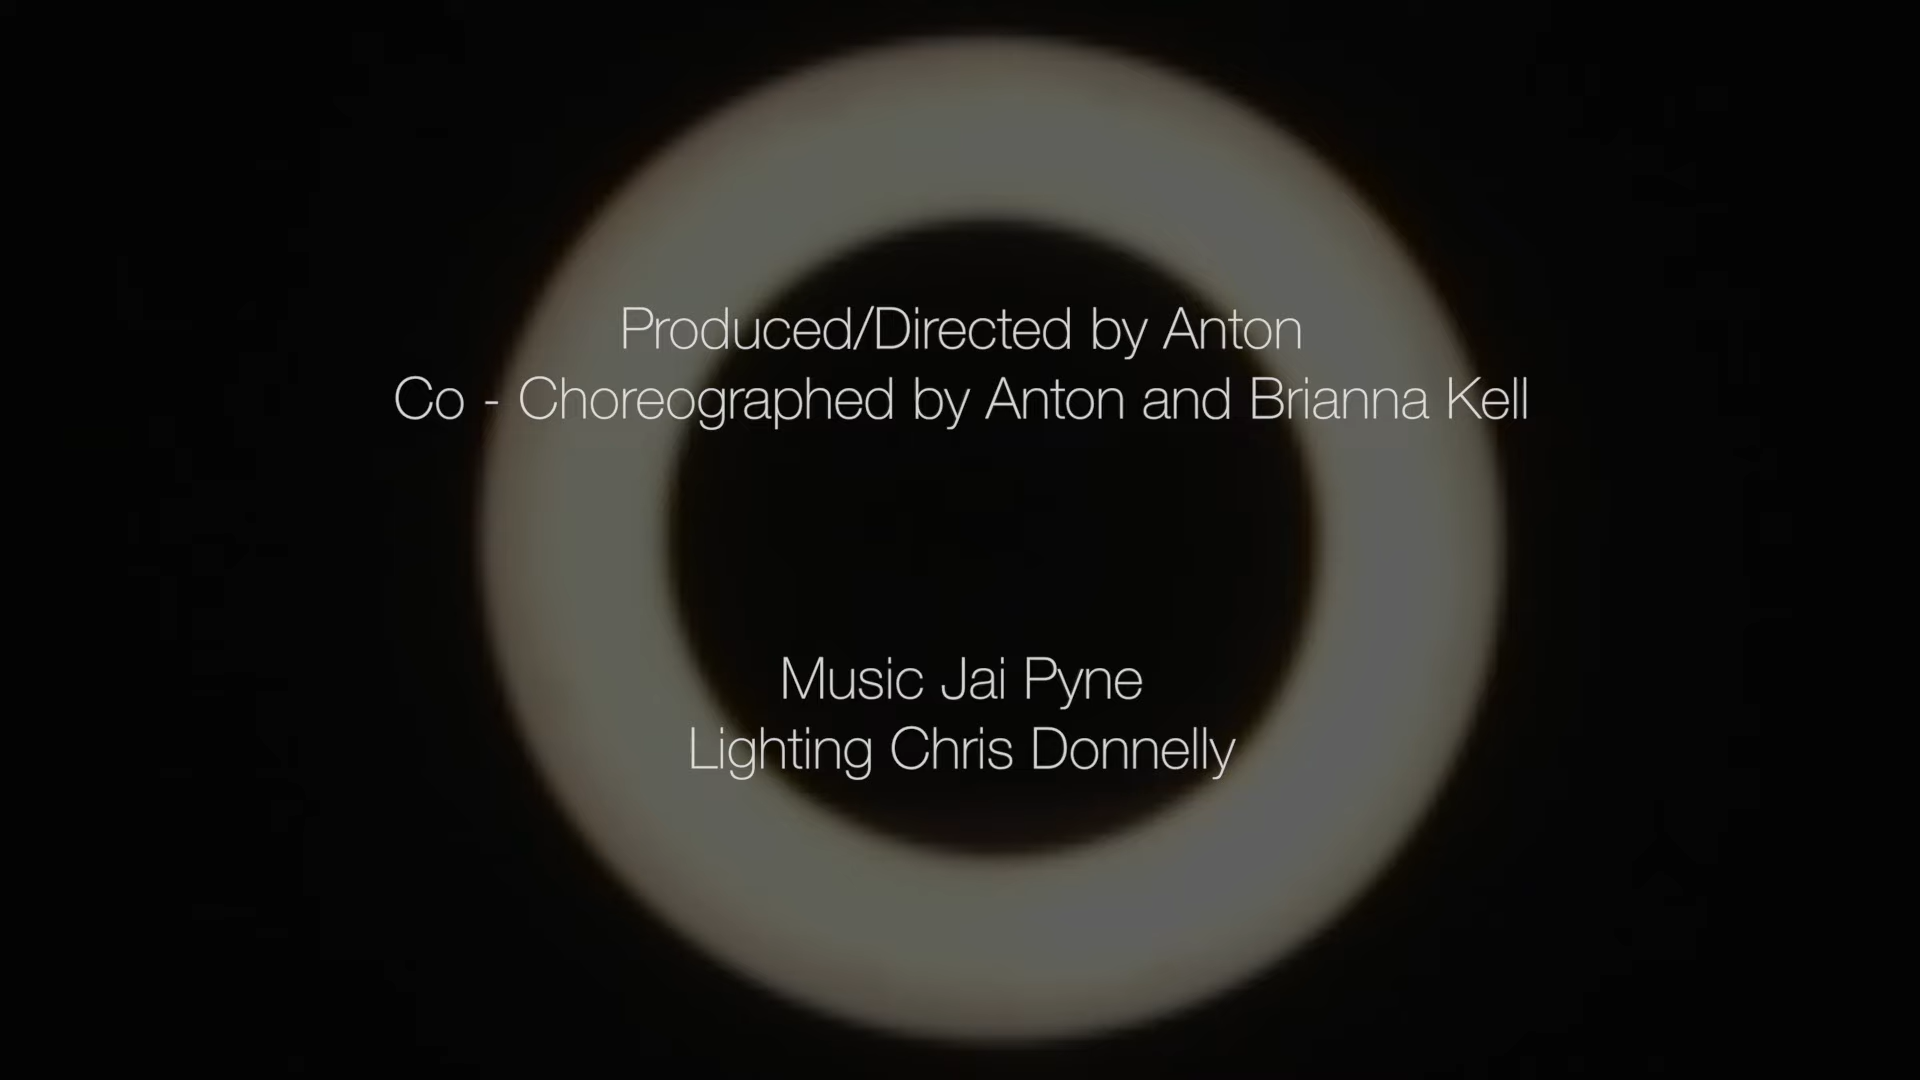 Produced/Directed by Anton
Co - Choreographed by Anton and Brianna Kell
Music Jai Pyne
Lighting Chris Donnelly